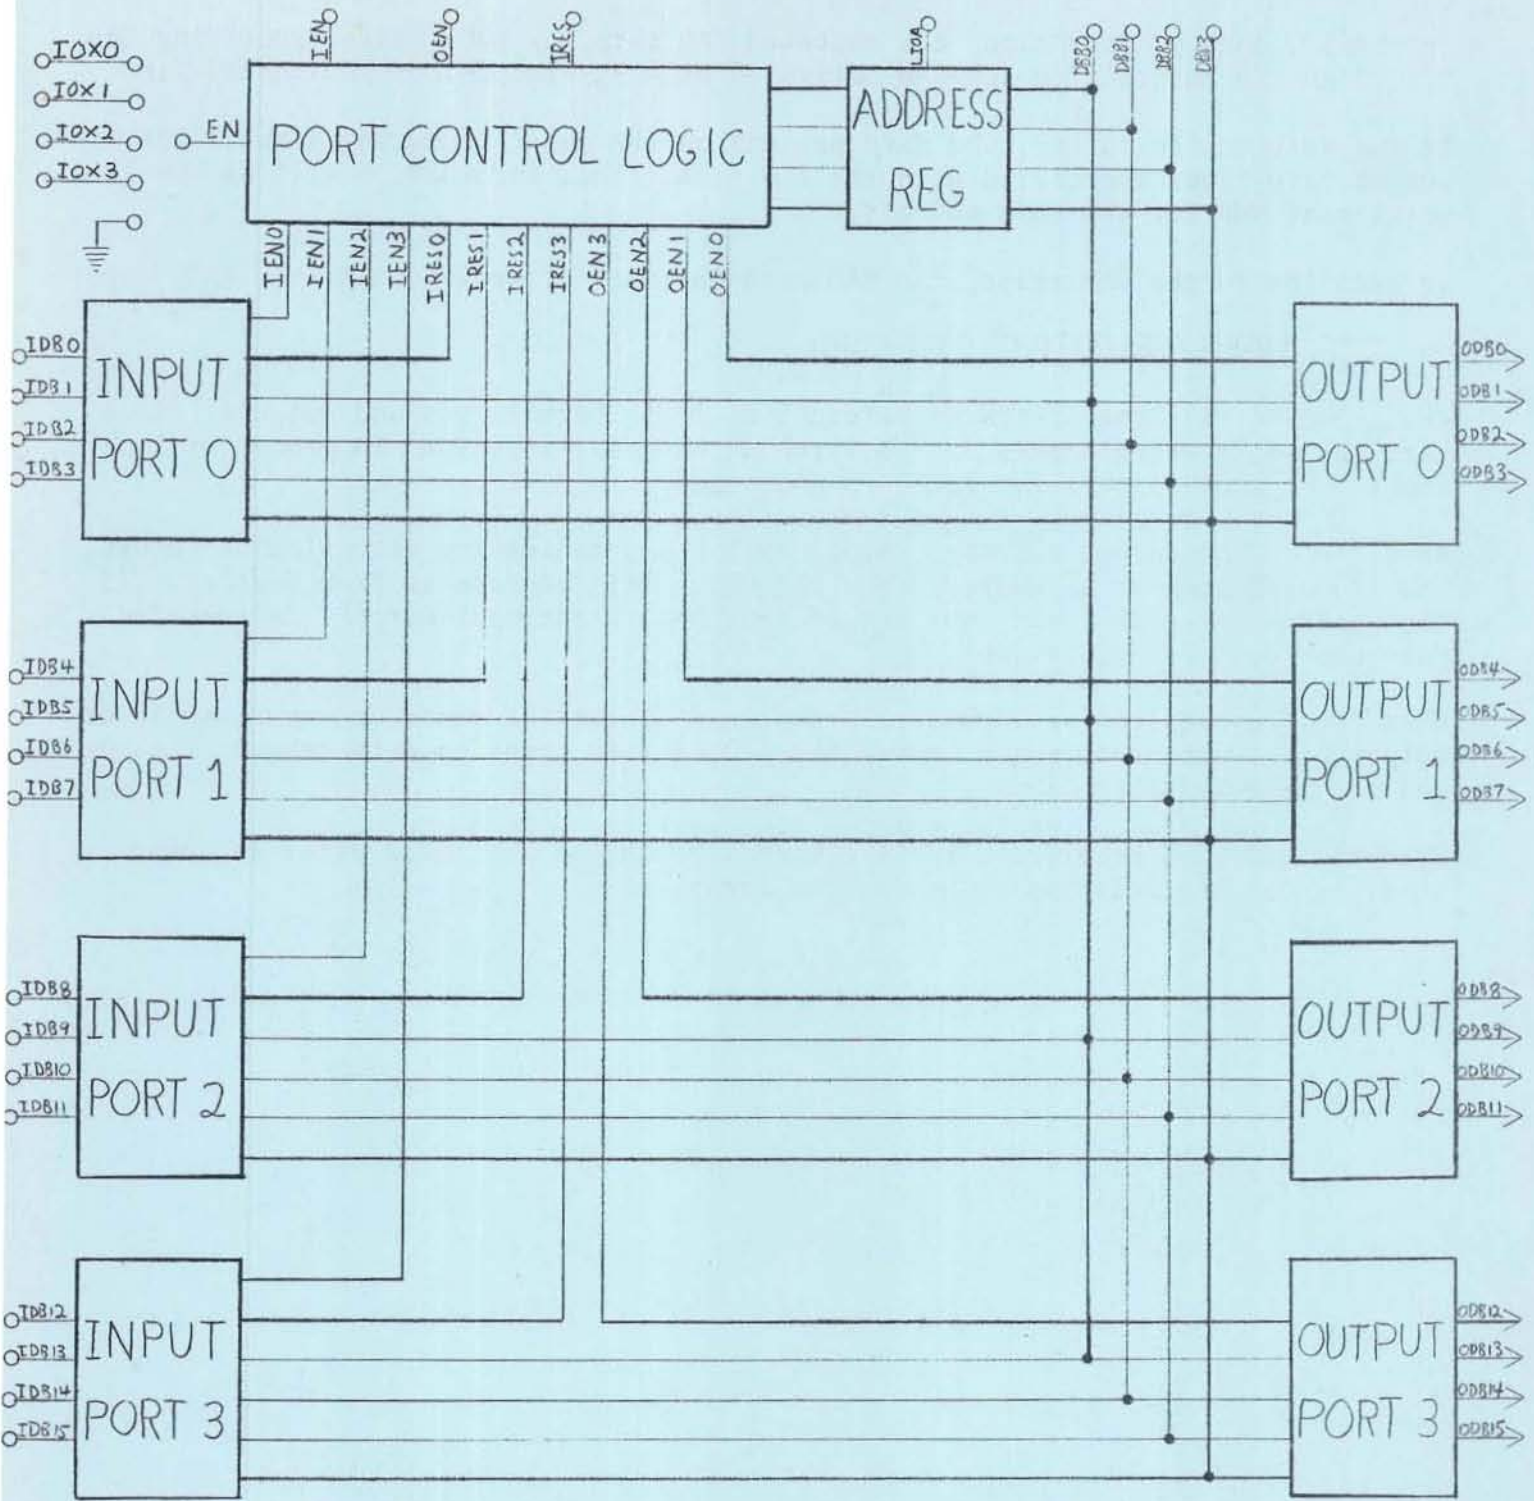 IEN
OEN
IRES
LIOA
DBB0
DBB1
DBB2
DBB3
IOX0
IOX1
IOX2
IOX3
EN
PORT CONTROL LOGIC
ADDRESS
REG
IEN0
IEN1
IEN2
IEN3
IRES0
IRES1
IRES2
IRES3
OEN3
OEN2
OEN1
OEN0
IDB0
IDB1
IDB2
IDB3
INPUT
PORT 0
OUTPUT
PORT 0
ODB0
ODB1
ODB2
ODB3
IDB4
IDB5
IDB6
IDB7
INPUT
PORT 1
OUTPUT
PORT 1
ODB4
ODB5
ODB6
ODB7
IDB8
IDB9
IDB10
IDB11
INPUT
PORT 2
OUTPUT
PORT 2
ODB8
ODB9
ODB10
ODB11
IDB12
IDB13
IDB14
IDB15
INPUT
PORT 3
OUTPUT
PORT 3
ODB12
ODB13
ODB14
ODB15